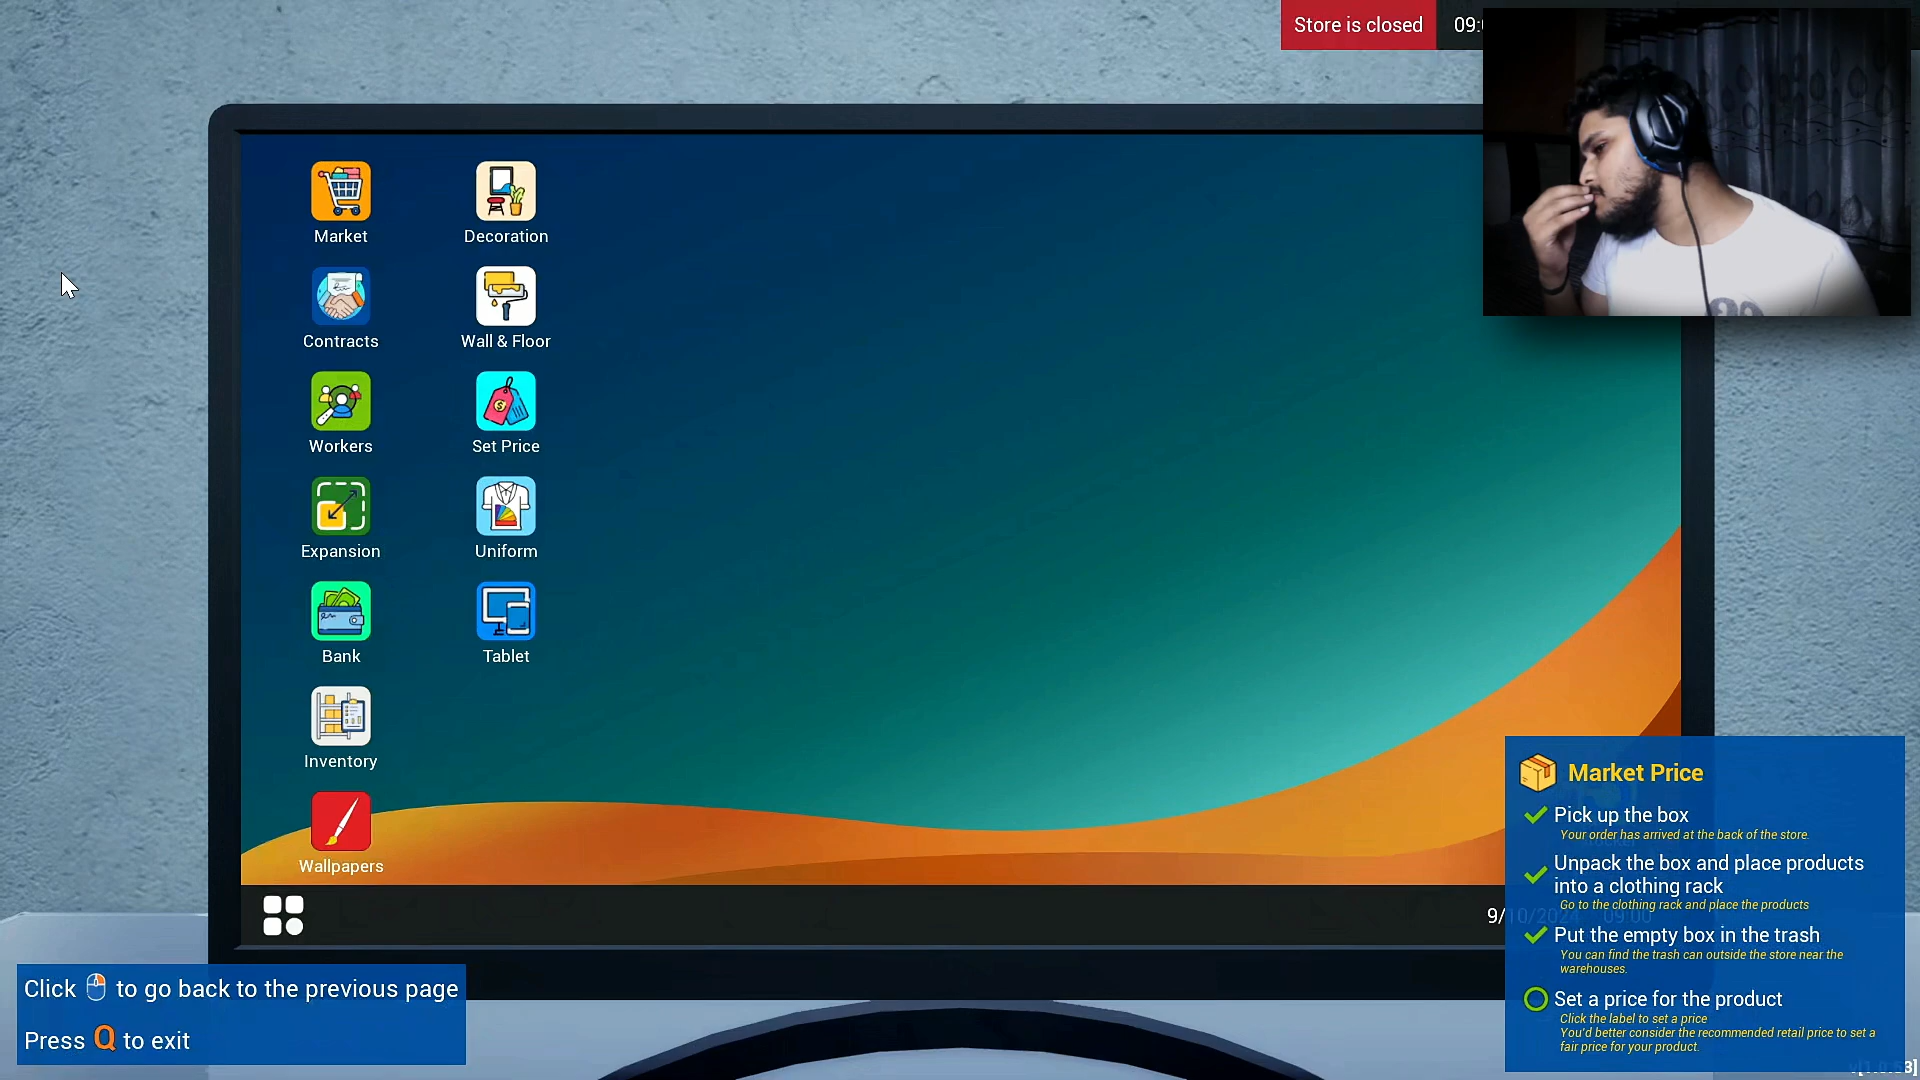 Store is closed
Market
Decoration
Contracts
Wall & Floor
Workers
Set Price
Expansion
Uniform
Bank
Tablet
Inventory
Wallpapers
9/10/2024 09:00
Click to go back to the previous page
Press Q to exit
Market Price
Pick up the box
Your order has arrived at the back of the store.
Unpack the box and place products
into a clothing rack
Go to the clothing rack and place the products
Put the empty box in the trash
You can find the trash can outside the store near the
warehouses.
Set a price for the product
Click the label to set a price
You'd better consider the recommended retail price to set a
fair price for your product.